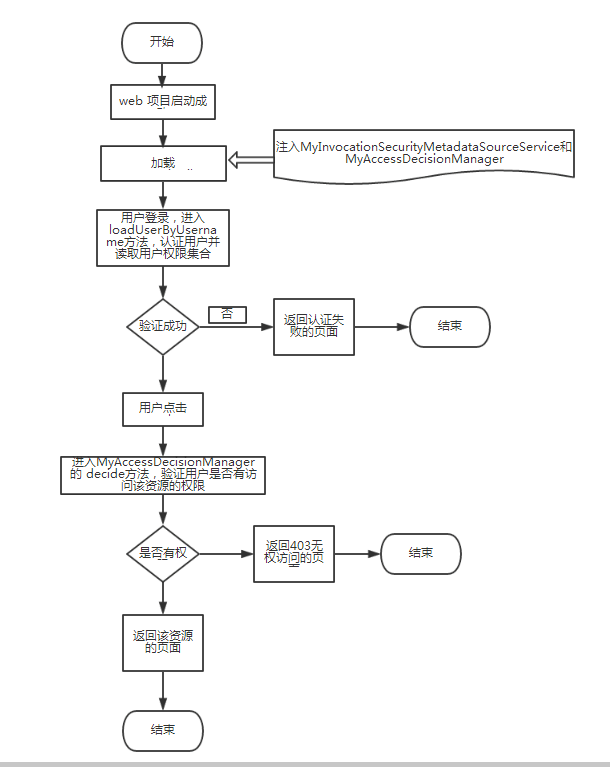 开始
web 项目启动成
加载
注入MyInvocationSecurityMetadataSourceService和
MyAccessDecisionManager
用户登录，进入
loadUserByUserna
me方法，认证用户并
读取用户权限集合
验证成功
否
返回认证失
败的页面
结束
用户点击
进入MyAccessDecisionManager
的 decide方法，验证用户是否有访
问该资源的权限
是否有权
返回403无
权访问的页
结束
返回该资源
的页面
结束